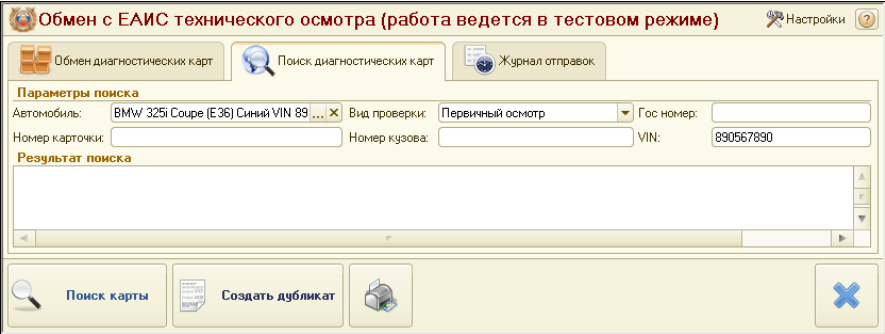 Обмен с ЕАИС технического осмотра (работа ведется в тестовом режиме) Настройки ?
Обмен диагностических карт Поиск диагностических карт Журнал отправок
Параметры поиска
Автомобиль: BMW 325i Coupe (E36) Синий VIN 89 ... Вид проверки: Первичный осмотр Гос номер:
Номер карточки: Номер кузова: VIN: 890567890
Результат поиска
Поиск карты Создать дубликат